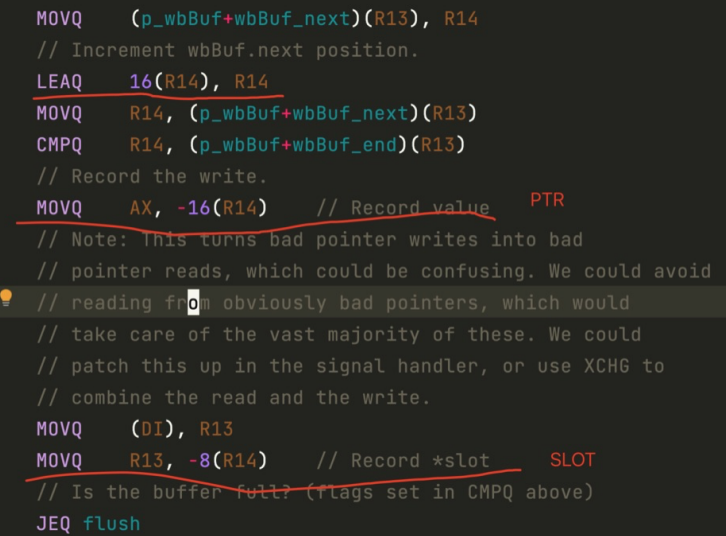 MOVQ (p_wbBuf+wbBuf_next)(R13), R14
// Increment wbBuf.next position.
LEAQ 16(R14), R14
MOVQ R14, (p_wbBuf+wbBuf_next)(R13)
CMPQ R14, (p_wbBuf+wbBuf_end)(R13)
// Record the write.
MOVQ AX, -16(R14) // Record value PTR
// Note: This turns bad pointer writes into bad
// pointer reads, which could be confusing. We could avoid
// reading from obviously bad pointers, which would
// take care of the vast majority of these. We could
// patch this up in the signal handler, or use XCHG to
// combine the read and the write.
MOVQ (DI), R13
MOVQ R13, -8(R14) // Record *slot SLOT
// Is the buffer full? (flags set in CMPQ above)
JEQ flush